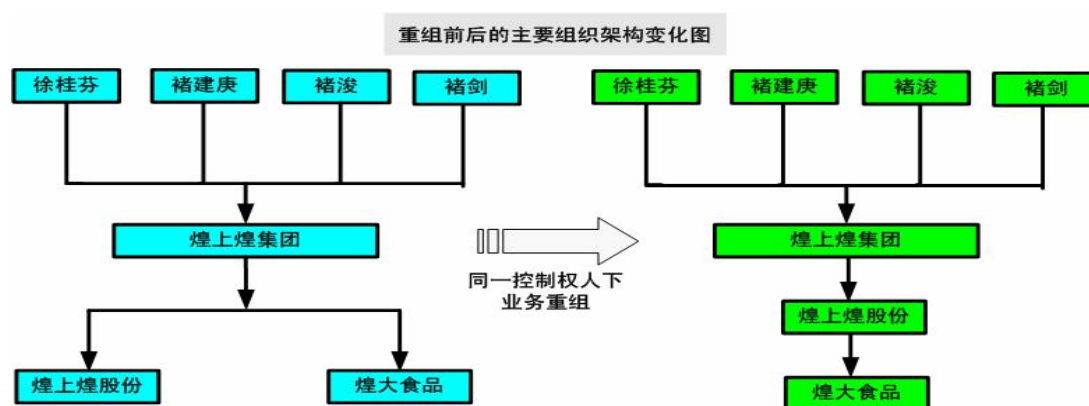 重组前后的主要组织架构变化图
徐桂芬
褚建庚
褚浚
褚剑
徐桂芬
褚建庚
褚浚
褚剑
煌上煌集团
煌上煌集团
同一控制权人下
业务重组
煌上煌股份
煌上煌股份
煌大食品
煌大食品